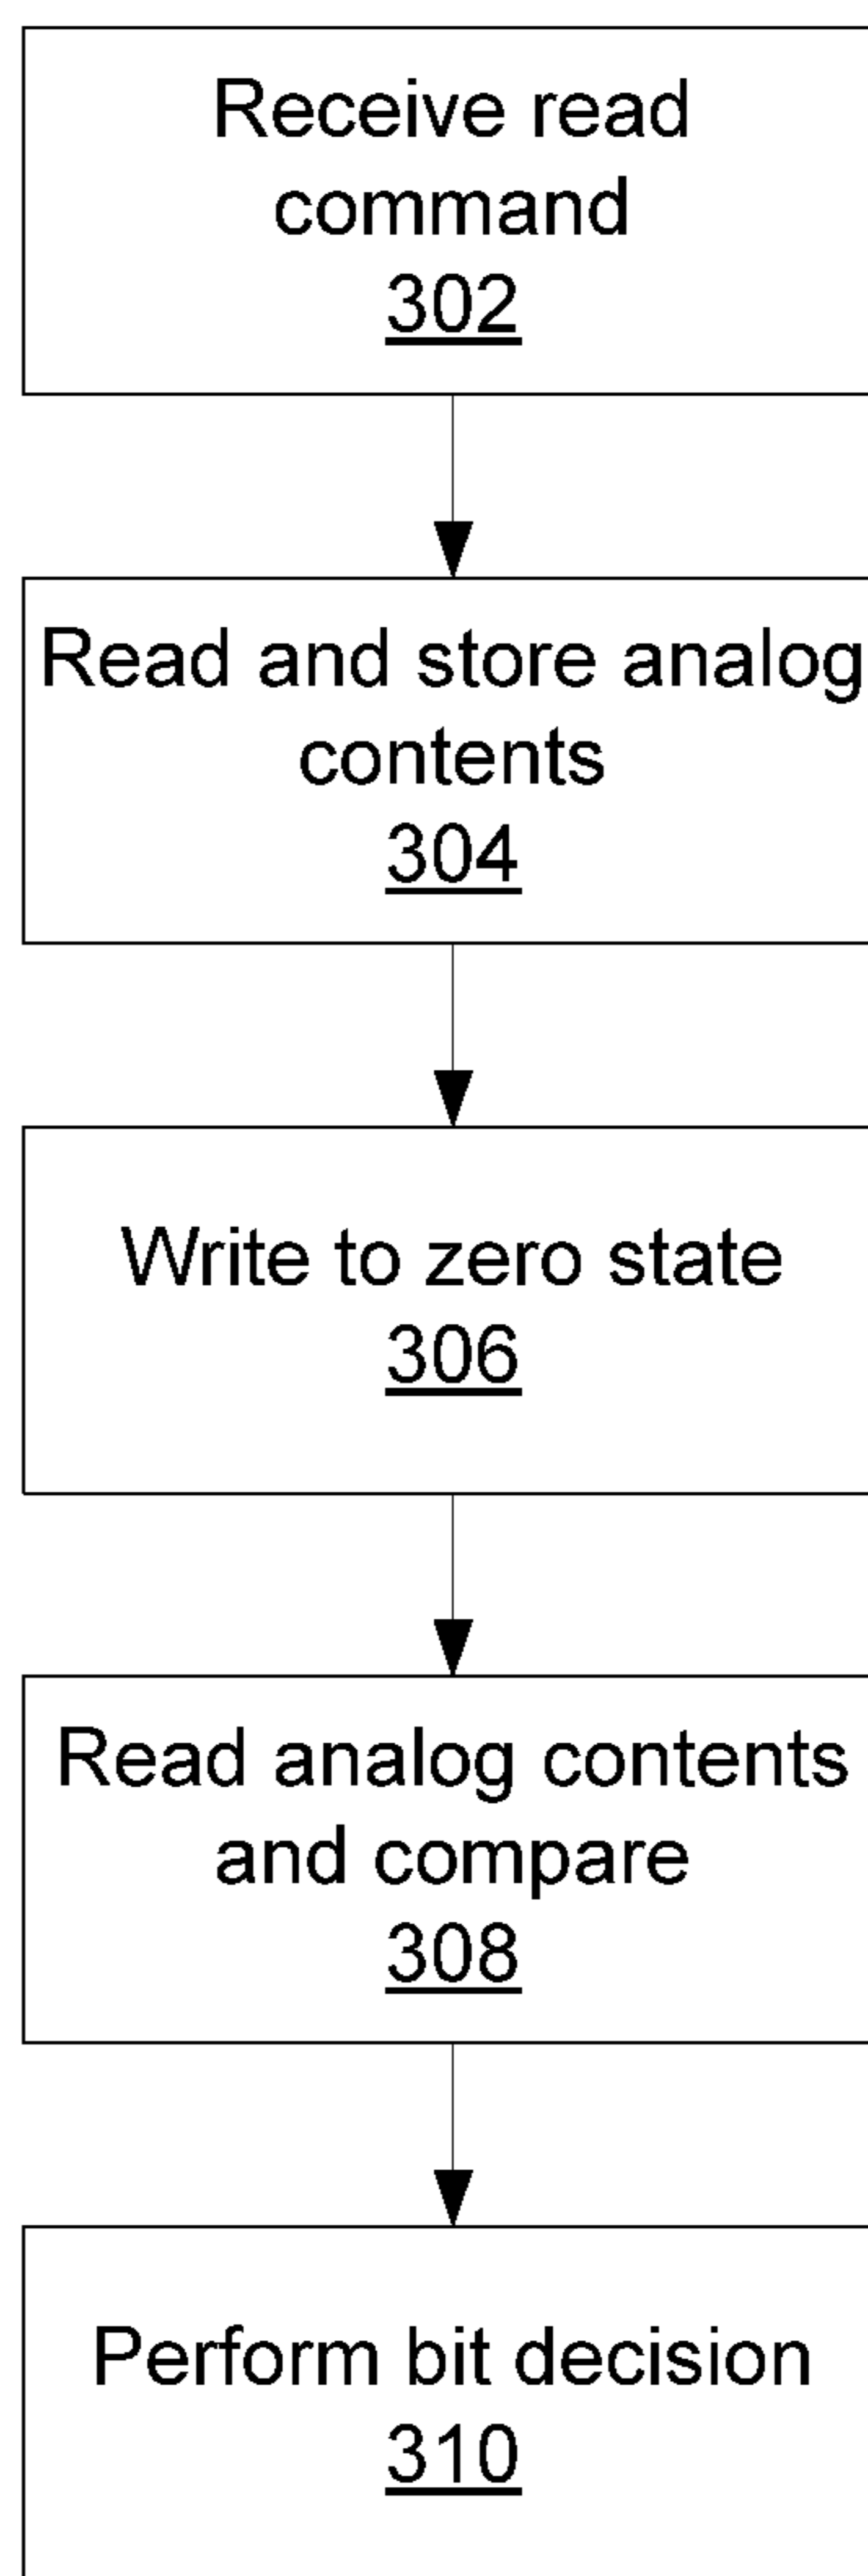 Receive read
command
302
Read and store analog
contents
304
Write to zero state
306
Read analog contents
and compare
308
Perform bit decision
310